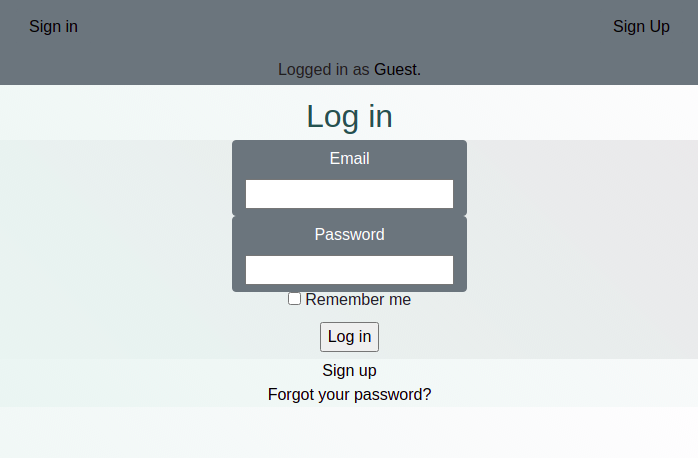 Sign in
Sign Up
Logged in as Guest.
Log in
Email
Password
Remember me
Log in
Sign up
Forgot your password?